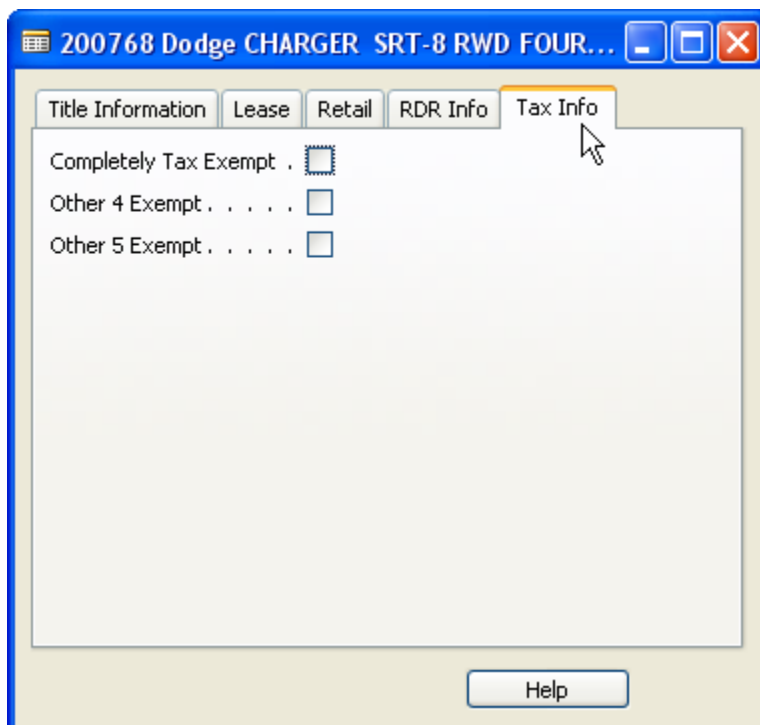 200768 Dodge CHARGER SRT-8 RWD FOUR...
Title Information Lease Retail RDR Info Tax Info
Completely Tax Exempt .
Other 4 Exempt . . . . .
Other 5 Exempt . . . . .
Help